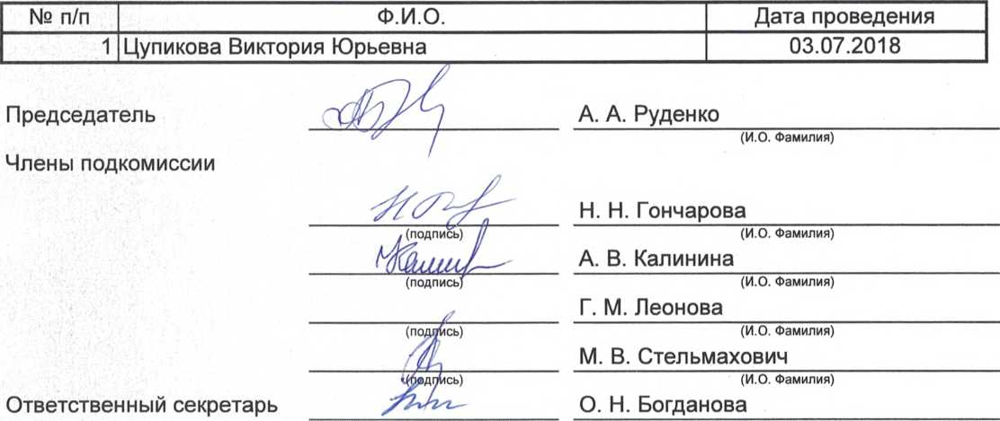 № п/п Ф.И.О. Дата проведения
1 Цупикова Виктория Юрьевна 03.07.2018
Председатель А. А. Руденко
(И.О. Фамилия)
Члены подкомиссии
Н. Н. Гончарова
(подпись) (И.О. Фамилия)
А. В. Калинина
(подпись) (И.О. Фамилия)
Г. М. Леонова
(подпись) (И.О. Фамилия)
М. В. Стельмахович
(подпись) (И.О. Фамилия)
Ответственный секретарь О. Н. Богданова